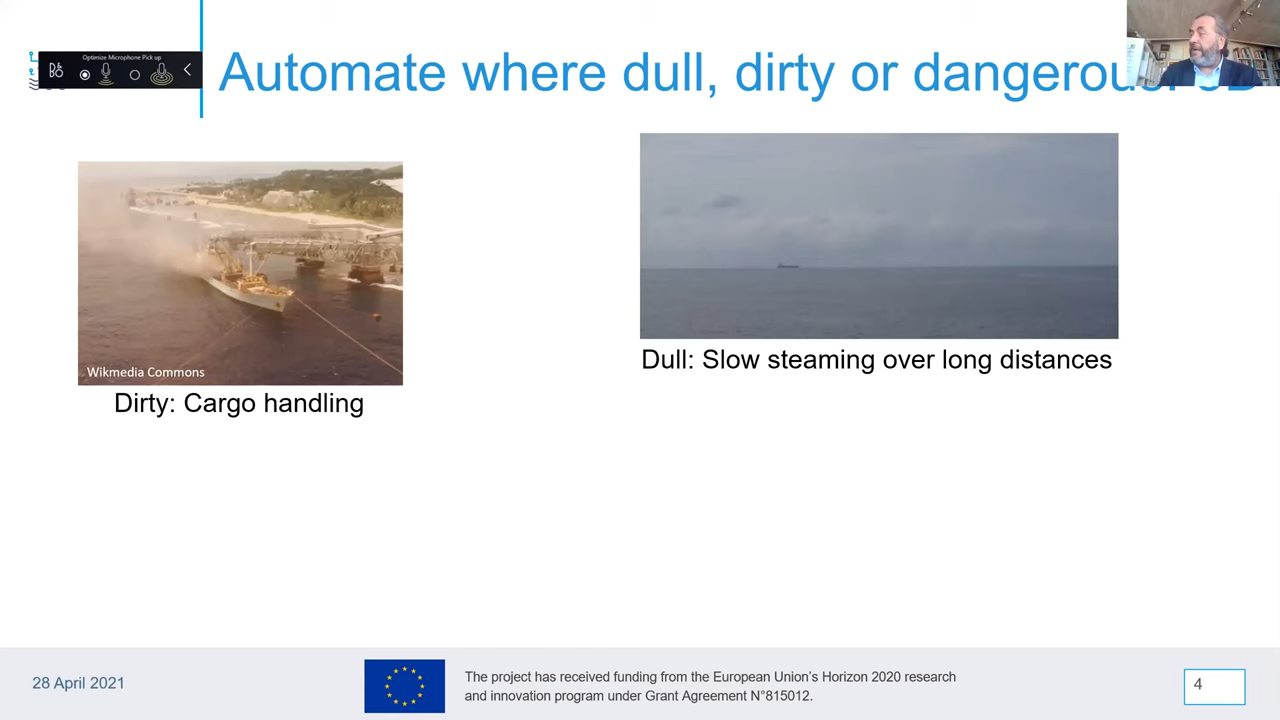 Optimize Microphone Pick up
Automate where dull, dirty or dangerous:
Wikmedia Commons
Dirty: Cargo handling
Dull: Slow steaming over long distances
28 April 2021
The project has received funding from the European Union’s Horizon 2020 research
and innovation program under Grant Agreement N°815012.
4